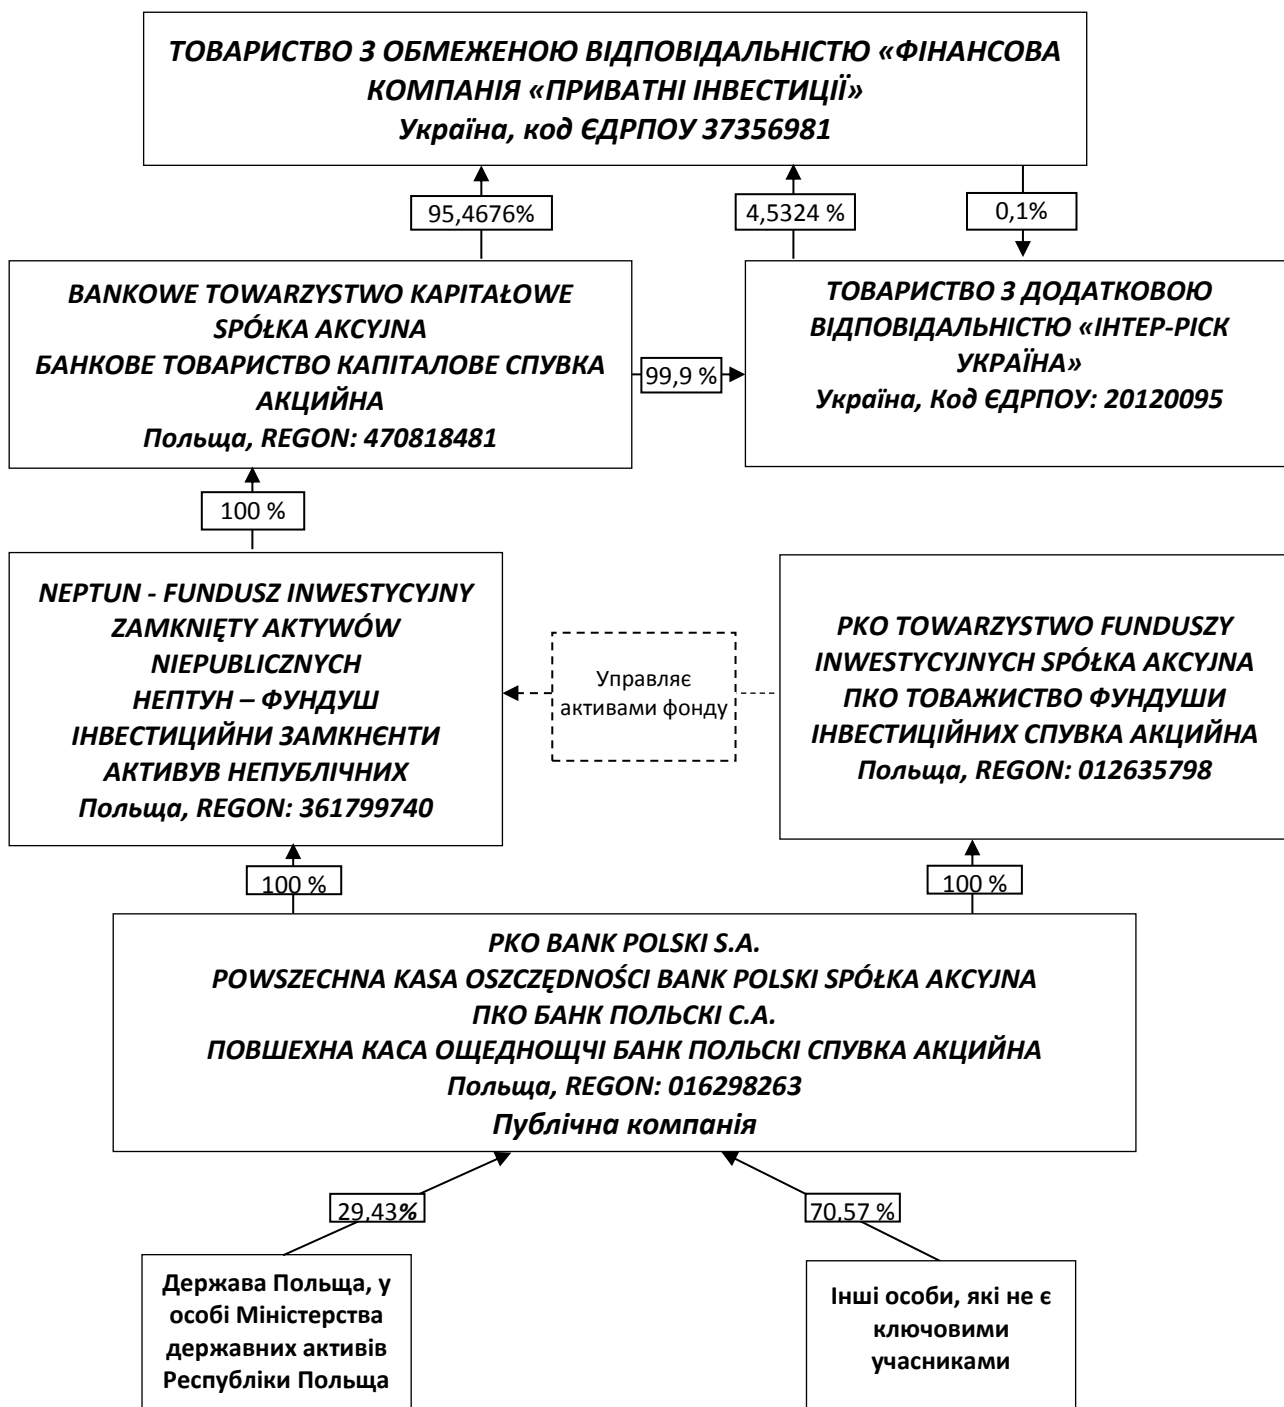 ТОВАРИСТВО З ОБМЕЖЕНОЮ ВІДПОВІДАЛЬНІСТЮ «ФІНАНСОВА
КОМПАНІЯ «ПРИВАТНІ ІНВЕСТИЦІЇ»
Україна, код ЄДРПОУ 37356981
95,4676%
4,5324 %
0,1%
BANKOWE TOWARZYSTWO KAPITAŁOWE
SPÓŁKA AKCYJNA
БАНКОВЕ ТОВАРИСТВО КАПІТАЛОВЕ СПУВКА
АКЦИЙНА
Польща, REGON: 470818481
99,9 %
ТОВАРИСТВО З ДОДАТКОВОЮ
ВІДПОВІДАЛЬНІСТЮ «ІНТЕР-РІСК
УКРАЇНА»
Україна, Код ЄДРПОУ: 20120095
100 %
NEPTUN - FUNDUSZ INWESTYCYJNY
ZAMKNIĘTY AKTYWÓW
NIEPUBLICZNYCH
НЕПТУН – ФУНДУШ
ІНВЕСТИЦИЙНИ ЗАМКНЄНТИ
АКТИВУВ НЕПУБЛІЧНИХ
Польща, REGON: 361799740
Управляє
активами фонду
PKO TOWARZYSTWO FUNDUSZY
INWESTYCYJNYCH SPÓŁKA AKCYJNA
ПКО ТОВАЖИСТВО ФУНДУШИ
ІНВЕСТИЦІЙНИХ СПУВКА АКЦИЙНА
Польща, REGON: 012635798
100 %
100 %
PKO BANK POLSKI S.A.
POWSZECHNA KASA OSZCZĘDNOŚCI BANK POLSKI SPÓŁKA AKCYJNA
ПКО БАНК ПОЛЬСКІ С.А.
ПОВШЕХНА КАСА ОЩЕДНОЩЧІ БАНК ПОЛЬСКІ СПУВКА АКЦИЙНА
Польща, REGON: 016298263
Публічна компанія
29,43%
70,57 %
Держава Польща, у
особі Міністерства
державних активів
Республіки Польща
Інші особи, які не є
ключовими
учасниками